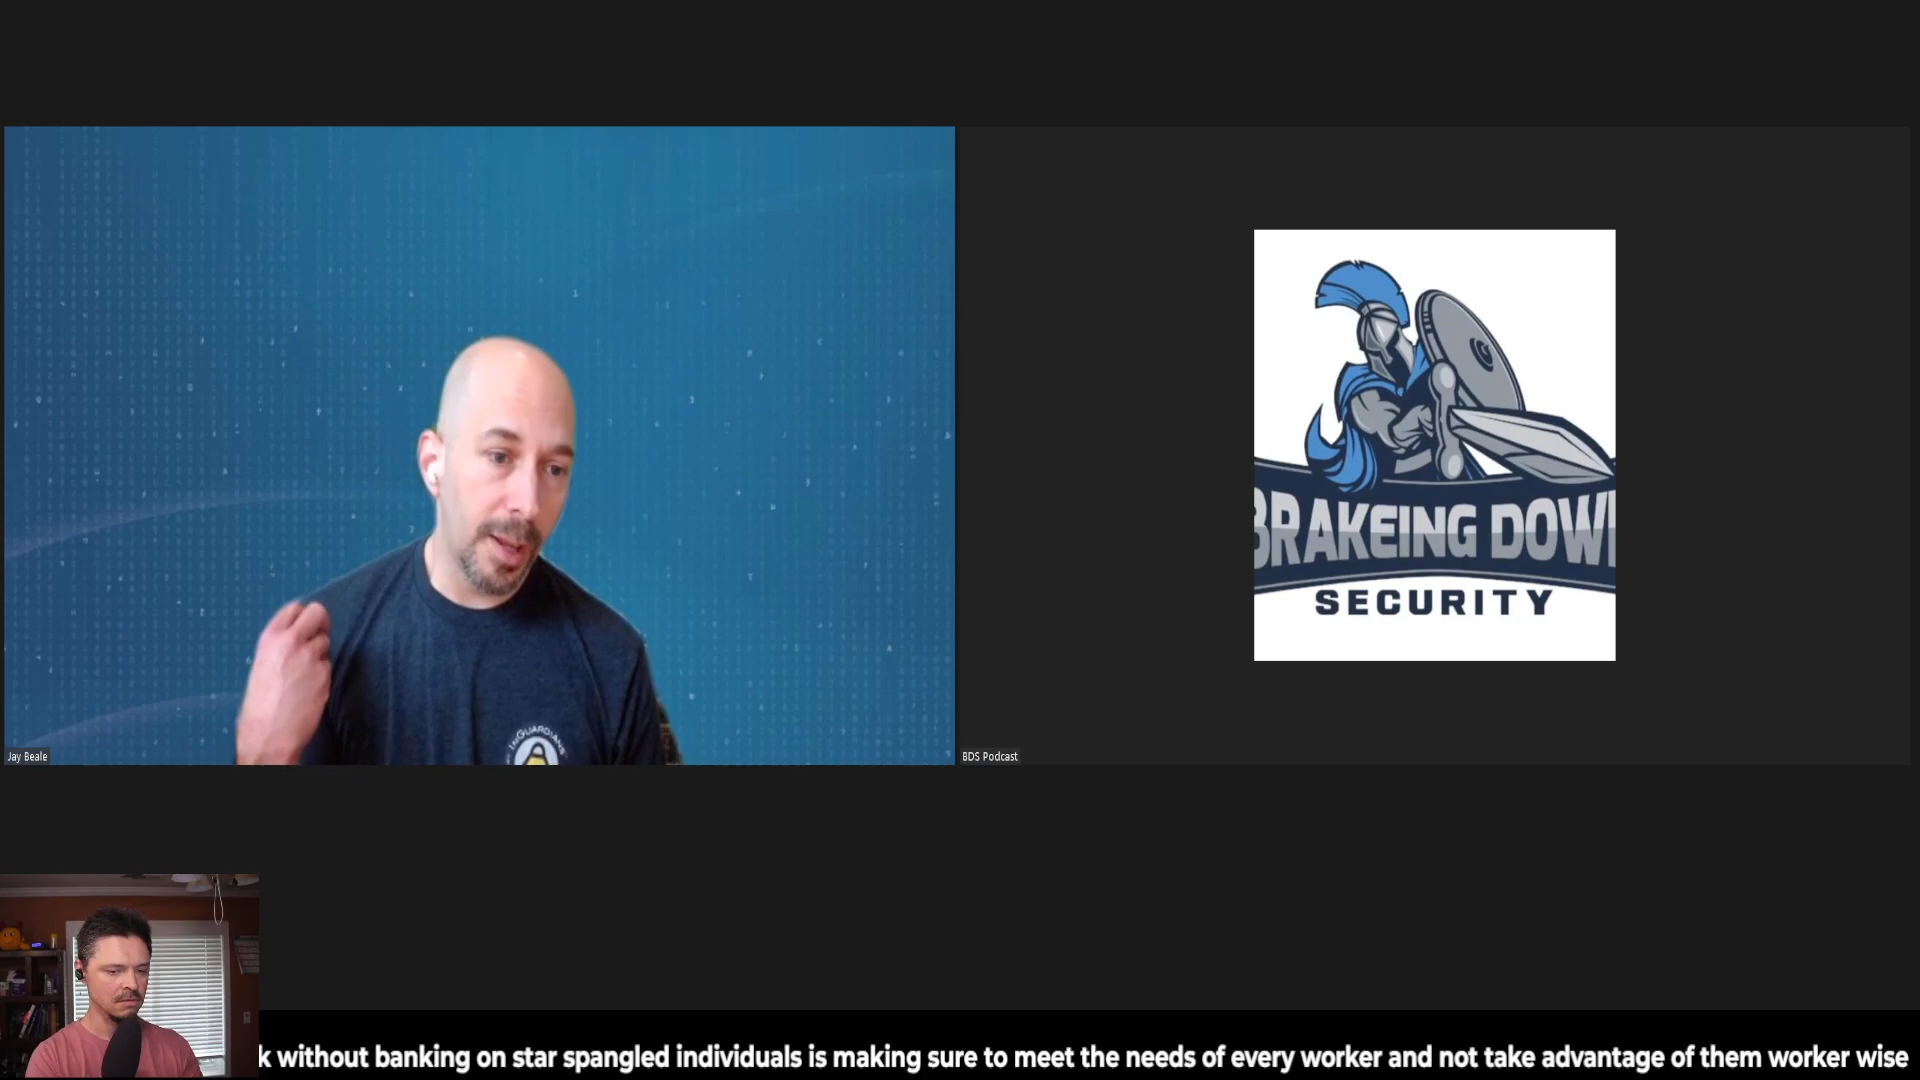 INGUARDIANS
Jay Beale
BRAKEING DOW
SECURITY
BDS Podcast
k without banking on star spangled individuals is making sure to meet the needs of every worker and not take advantage of them worker wise